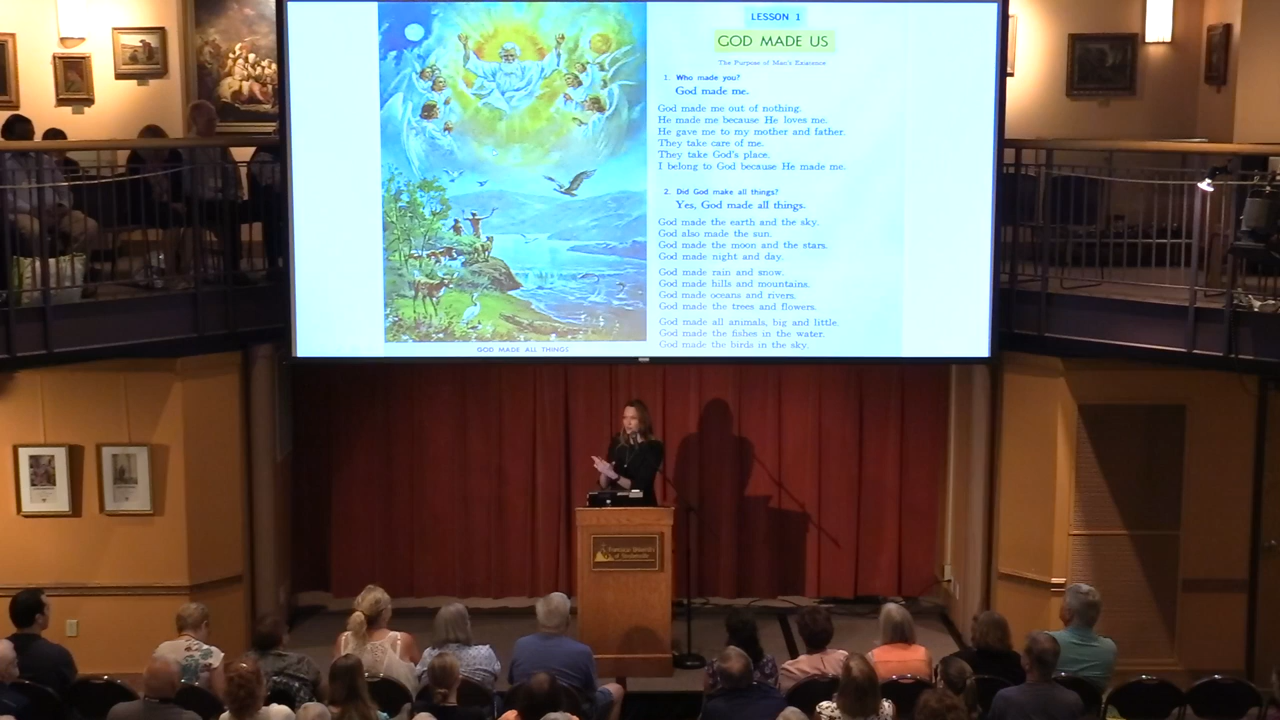 LESSON 1
GOD MADE US
The Purpose of Man's Existence
1. Who made you?
God made me.
God made me out of nothing.
He made me because He loves me.
He gave me to my mother and father.
They take care of me.
They take God's place.
I belong to God because He made me.
2. Did God make all things?
Yes, God made all things.
God made the earth and the sky.
God also made the sun.
God made the moon and the stars.
God made night and day.
God made rain and snow.
God made hills and mountains.
God made oceans and rivers.
God made the trees and flowers.
God made all animals, big and little.
God made the fishes in the water.
God made the birds in the sky.
GOD MADE ALL THINGS
Franciscan University
of Steubenville